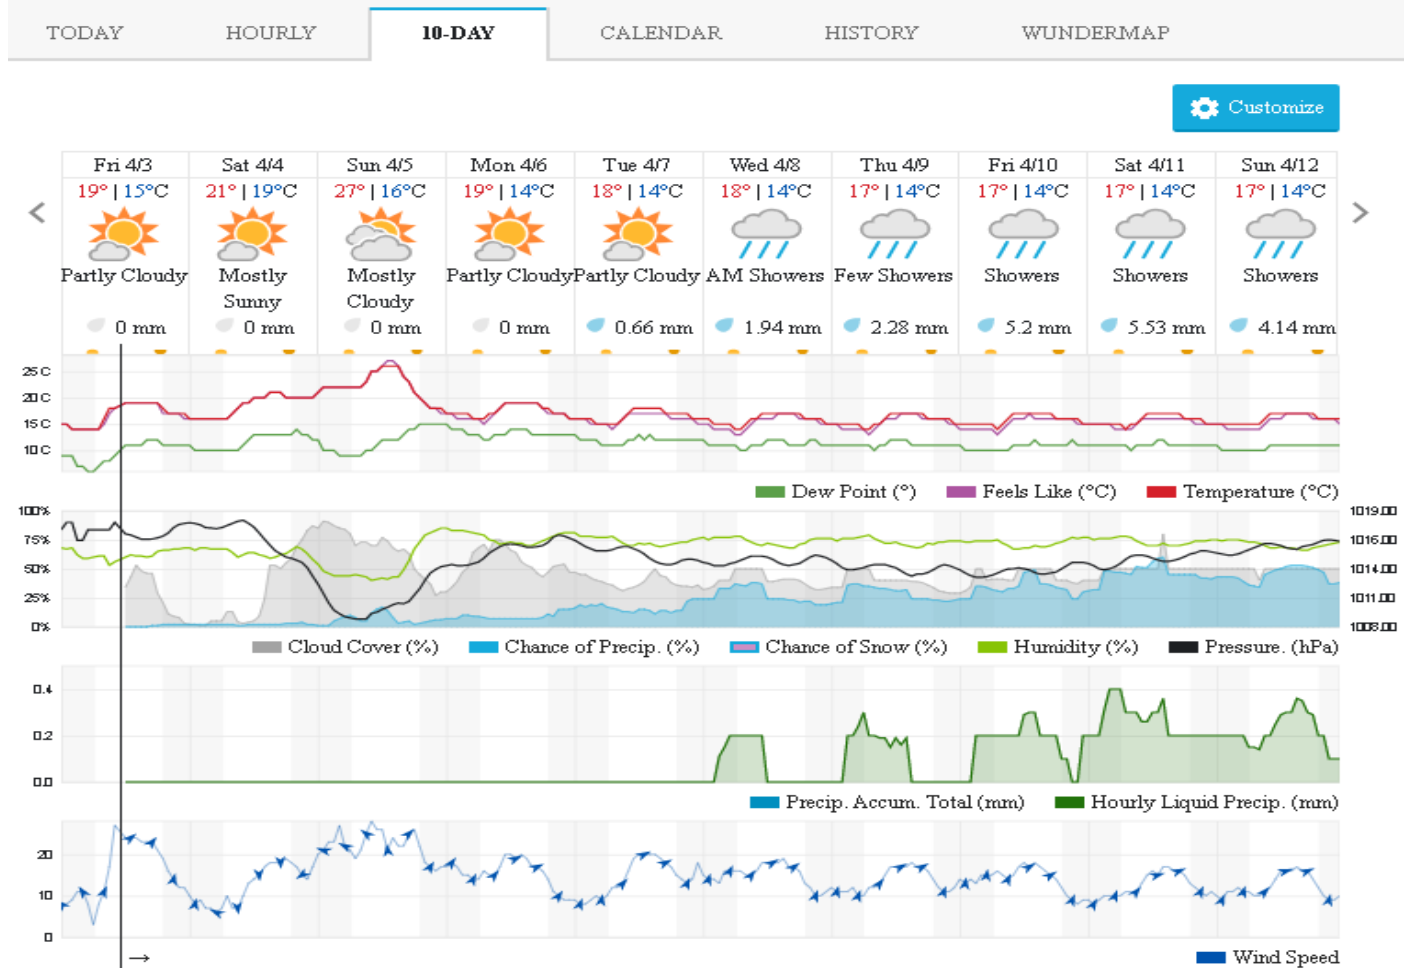 TODAY HOURLY 10-DAY CALENDAR HISTORY WUNDERMAP
Customize
Fri 4/3 Sat 4/4 Sun 4/5 Mon 4/6 Tue 4/7 Wed 4/8 Thu 4/9 Fri 4/10 Sat 4/11 Sun 4/12
19° | 15°C 21° | 19°C 27° | 16°C 19° | 14°C 18° | 14°C 18° | 14°C 17° | 14°C 17° | 14°C 17° | 14°C 17° | 14°C
Partly Cloudy Mostly Mostly Partly Cloudy Partly Cloudy AM Showers Few Showers Showers Showers Showers
Sunny Cloudy
0 mm 0 mm 0 mm 0 mm 0.66 mm 1.94 mm 2.28 mm 5.2 mm 5.53 mm 4.14 mm
25 C
20 C
15 C
10 C
Dew Point (°) Feels Like (°C) Temperature (°C)
100% 1019.00
75% 1016.00
50% 1014.00
25% 1011.00
0% 1008.00
Cloud Cover (%) Chance of Precip. (%) Chance of Snow (%) Humidity (%) Pressure. (hPa)
0.4
0.2
0.0
Precip. Accum. Total (mm) Hourly Liquid Precip. (mm)
20
10
0
→
Wind Speed